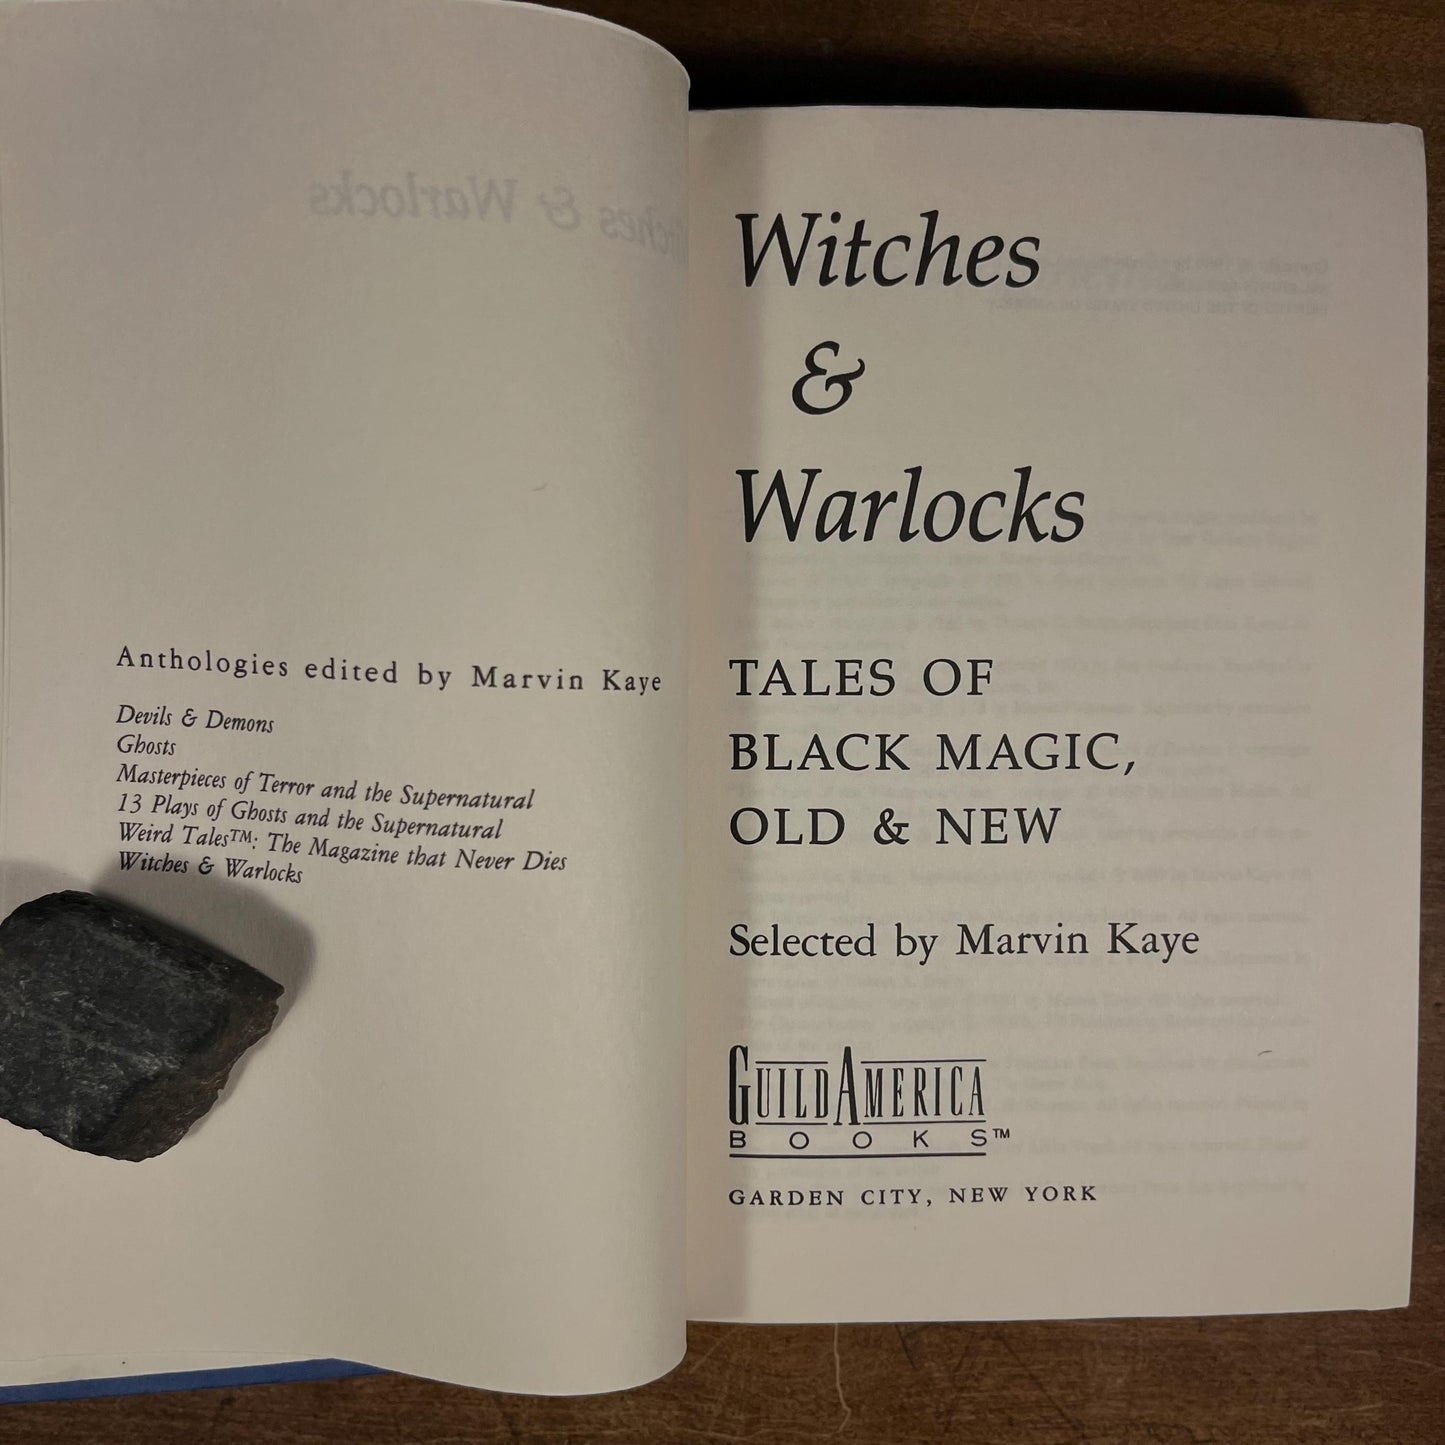 Anthologies edited by Marvin Kaye
Devils & Demons
Ghosts
Masterpieces of Terror and the Supernatural
13 Plays of Ghosts and the Supernatural
Weird Tales™: The Magazine that Never Dies
Witches & Warlocks
Witches
&
Warlocks
TALES OF
BLACK MAGIC,
OLD & NEW
Selected by Marvin Kaye
GUILDAMERICA
BOOKS™
GARDEN CITY, NEW YORK